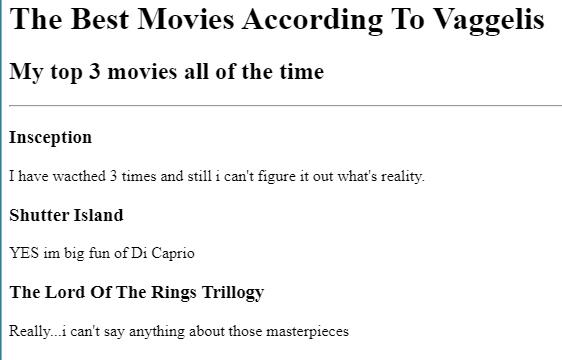 The Best Movies According To Vaggelis
My top 3 movies all of the time
Insception
I have wacthed 3 times and still i can't figure it out what's reality.
Shutter Island
YES im big fun of Di Caprio
The Lord Of The Rings Trillogy
Really...i can't say anything about those masterpieces